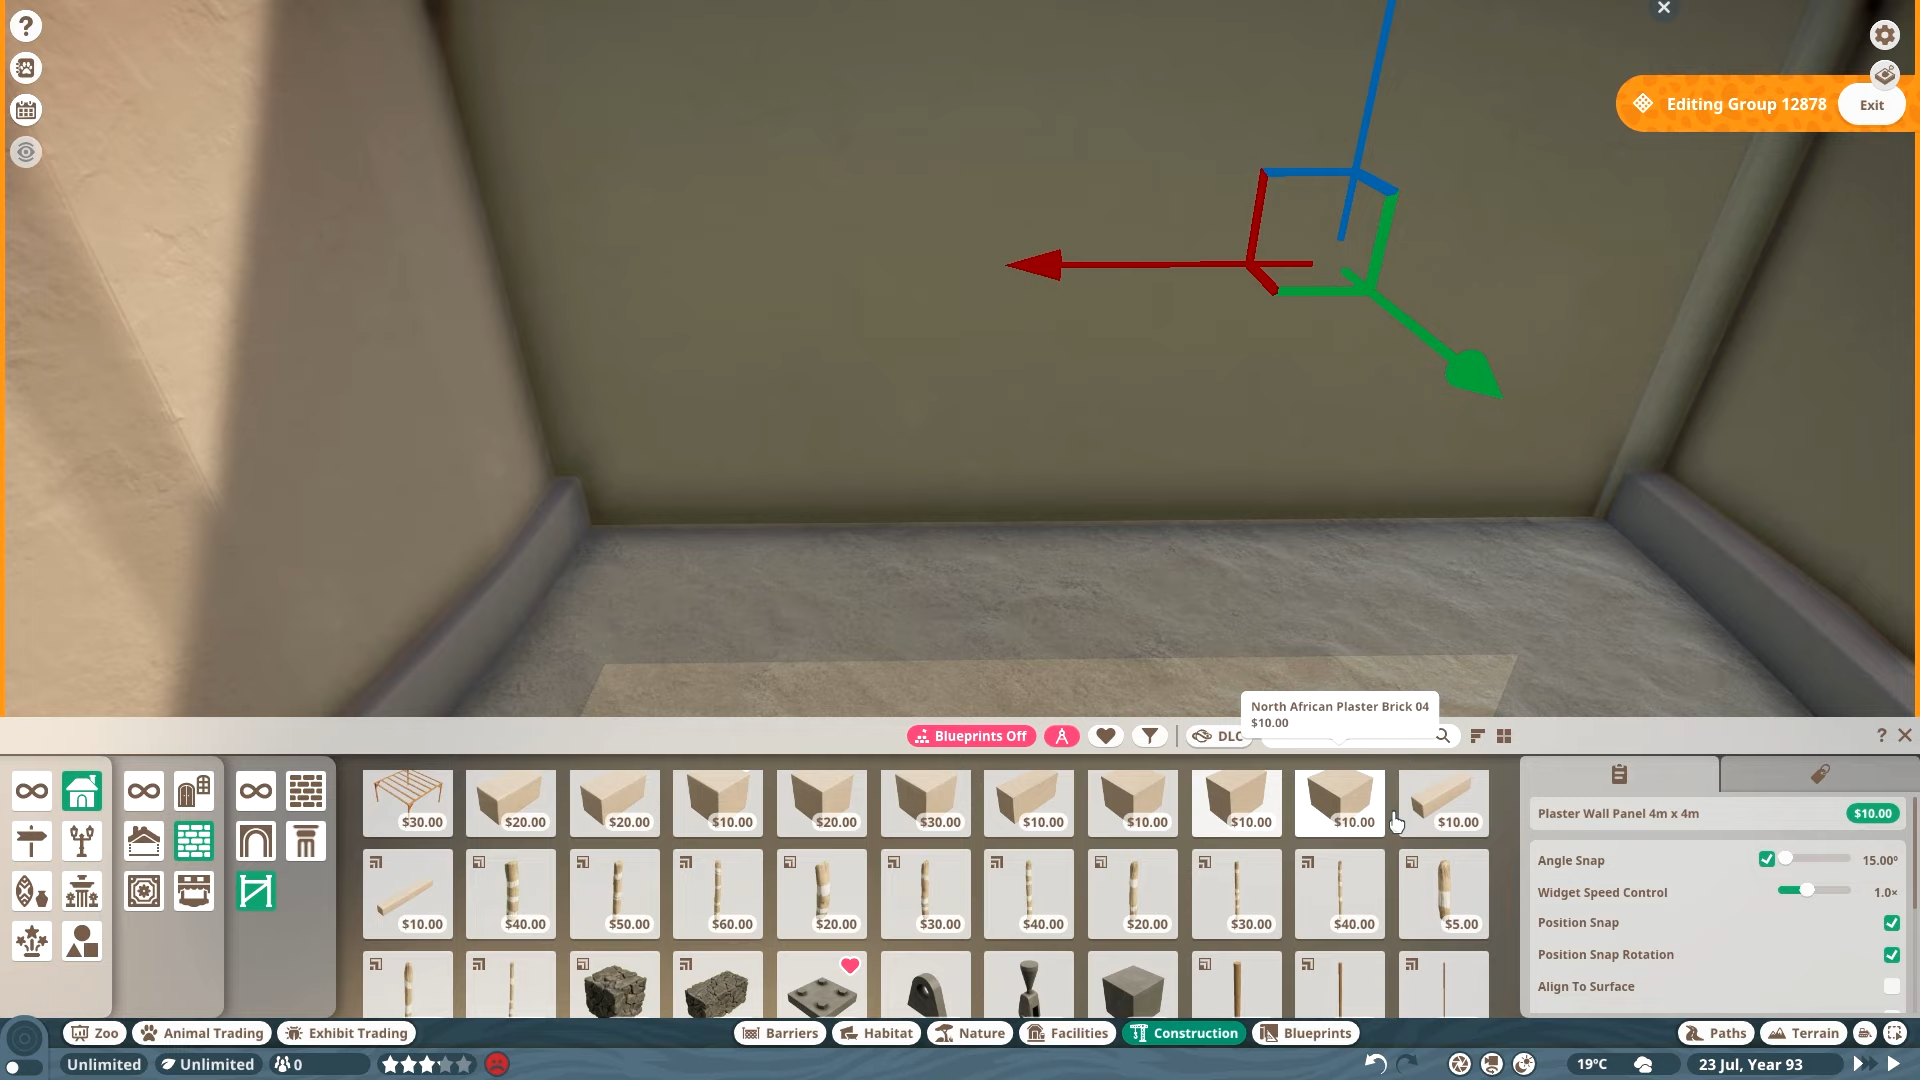 ?
Editing Group 12878
Exit
North African Plaster Brick 04
$10.00
Blueprints Off
DLC
?
$30.00
$20.00
$20.00
$10.00
$20.00
$30.00
$10.00
$10.00
$10.00
$10.00
$10.00
$10.00
$40.00
$50.00
$60.00
$20.00
$30.00
$40.00
$20.00
$30.00
$40.00
$5.00
Plaster Wall Panel 4m x 4m
$10.00
Angle Snap
15.00°
Widget Speed Control
1.0×
Position Snap
Position Snap Rotation
Align To Surface
Zoo
Animal Trading
Exhibit Trading
Barriers
Habitat
Nature
Facilities
Construction
Blueprints
Paths
Terrain
Unlimited
Unlimited
0
19°C
23 Jul, Year 93